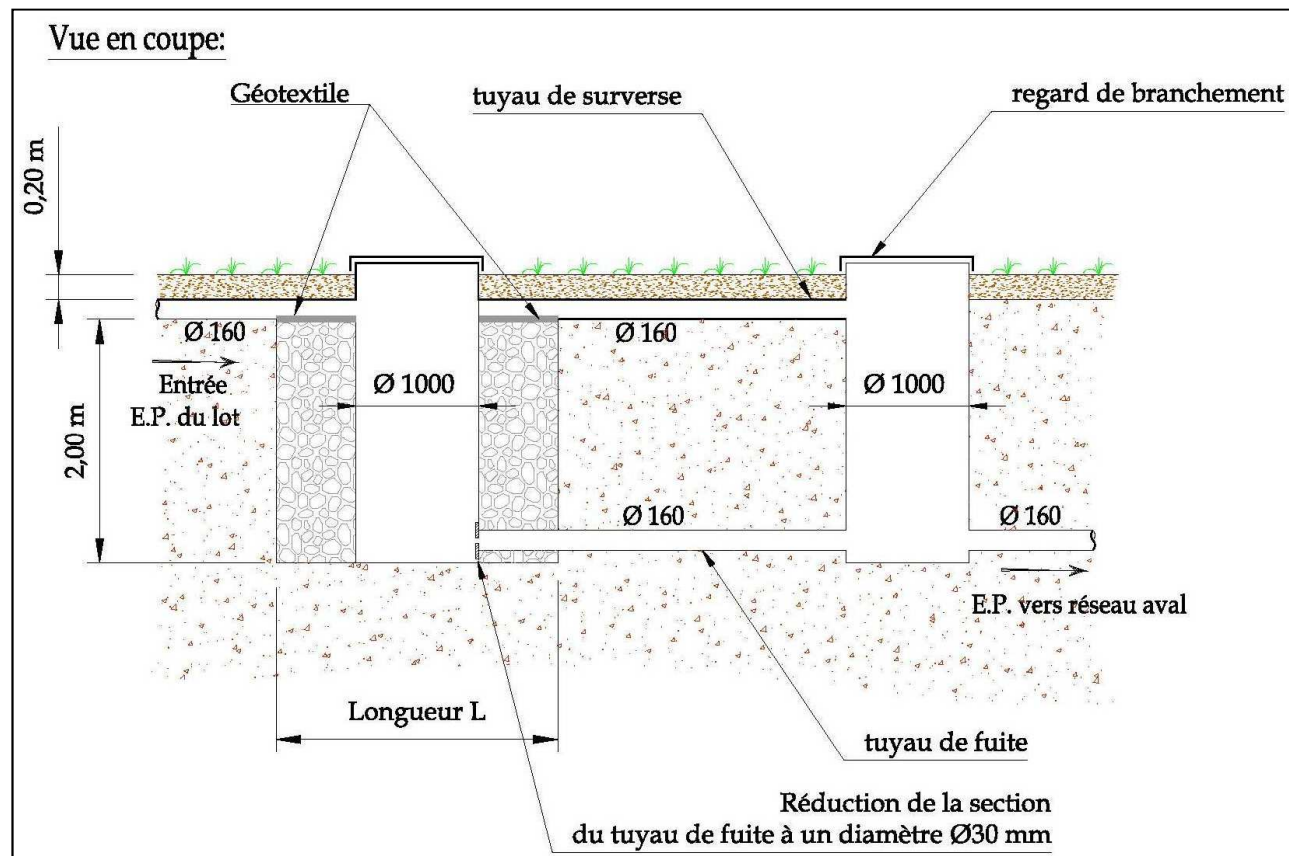 Vue en coupe:
Géotextile
tuyau de surverse
regard de branchement
0,20 m
Ø 160
Ø 160
Entrée
E.P. du lot
Ø 1000
Ø 1000
2,00 m
Ø 160
Ø 160
E.P. vers réseau aval
Longueur L
tuyau de fuite
Réduction de la section
du tuyau de fuite à un diamètre Ø30 mm